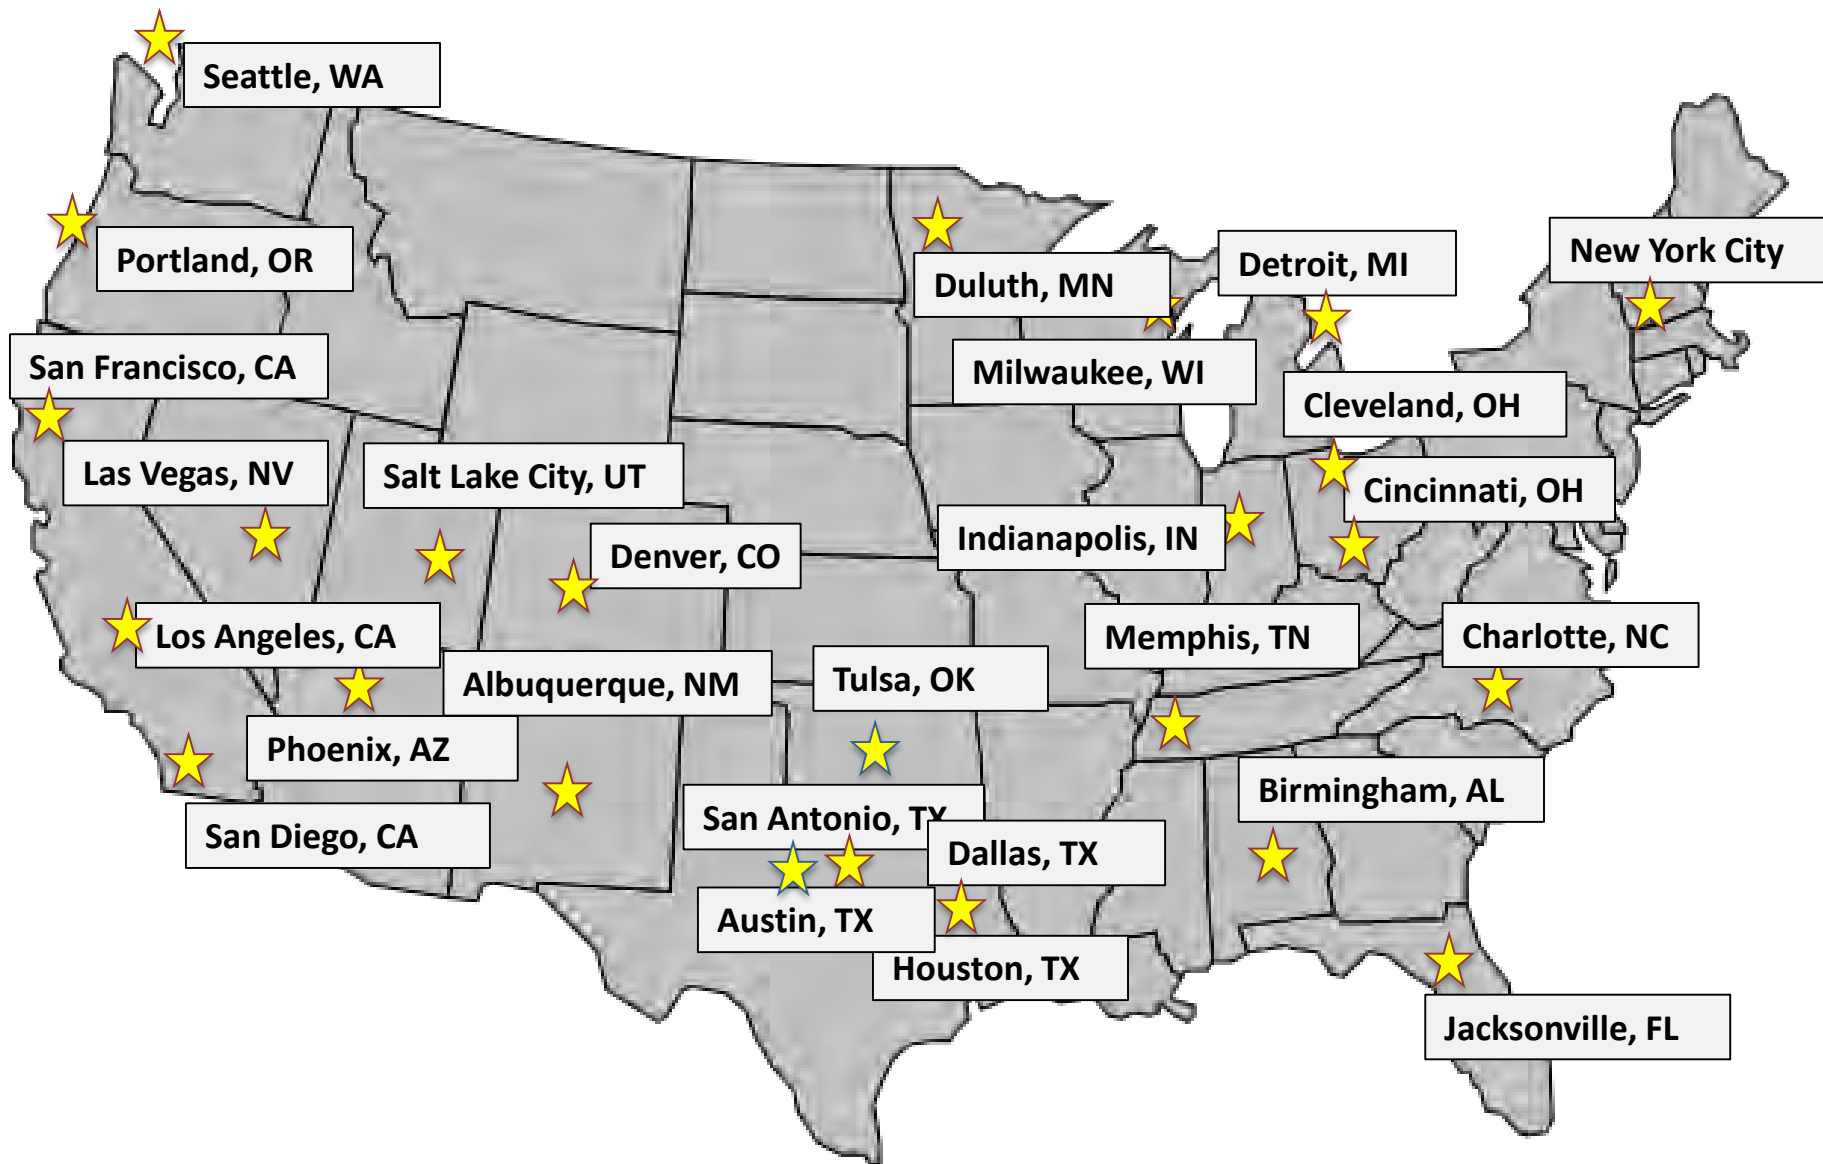 Seattle, WA
Portland, OR
New York City
Detroit, MI
Duluth, MN
San Francisco, CA
Milwaukee, WI
Cleveland, OH
Las Vegas, NV
Salt Lake City, UT
Cincinnati, OH
Indianapolis, IN
Denver, CO
Los Angeles, CA
Memphis, TN
Charlotte, NC
Albuquerque, NM
Tulsa, OK
Phoenix, AZ
Birmingham, AL
San Antonio, TX
San Diego, CA
Dallas, TX
Austin, TX
Houston, TX
Jacksonville, FL